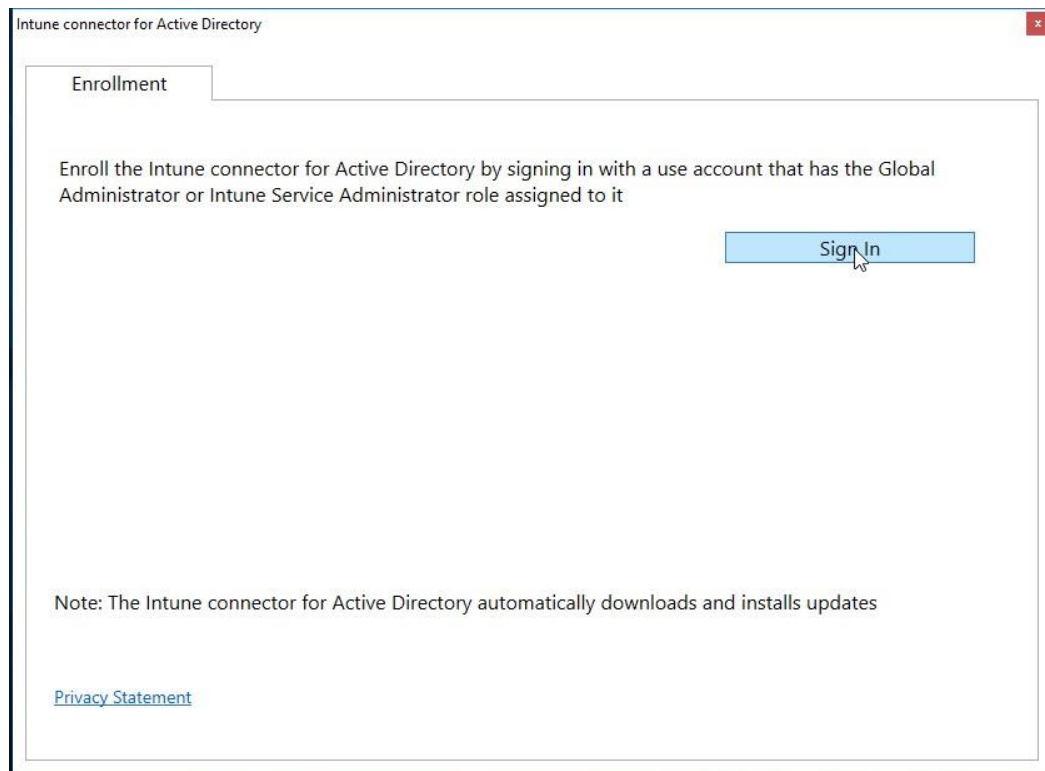 Intune connector for Active Directory
x
Enrollment
Enroll the Intune connector for Active Directory by signing in with a use account that has the Global
Administrator or Intune Service Administrator role assigned to it
Sign In
Note: The Intune connector for Active Directory automatically downloads and installs updates
Privacy Statement